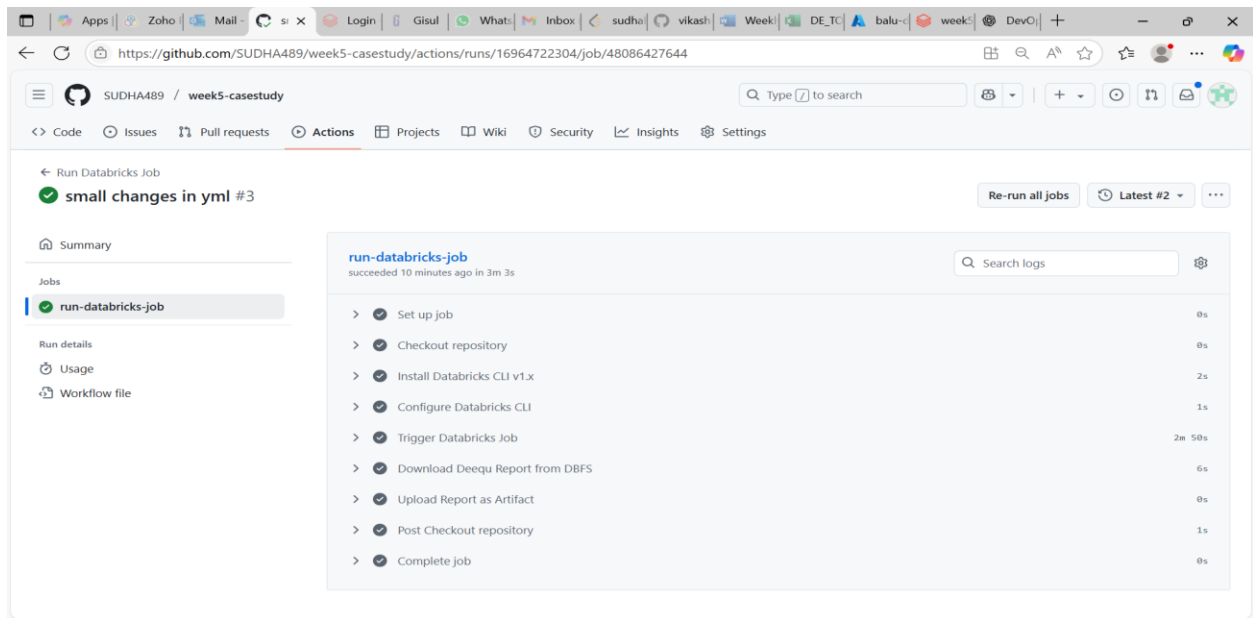 Apps Zoho Mail - Login Gisul Whats Inbox sudha vikash Week DE_TC balu-c week5 DevO
https://github.com/SUDHA489/week5-casestudy/actions/runs/16964722304/job/48086427644
SUDHA489 / week5-casestudy Type / to search
Code Issues Pull requests Actions Projects Wiki Security Insights Settings
← Run Databricks Job
small changes in yml #3 Re-run all jobs Latest #2
Summary
Jobs
run-databricks-job
Run details
Usage
Workflow file
run-databricks-job
succeeded 10 minutes ago in 3m 3s
Search logs
Set up job 0s
Checkout repository 0s
Install Databricks CLI v1.x 2s
Configure Databricks CLI 1s
Trigger Databricks Job 2m 50s
Download Deequ Report from DBFS 6s
Upload Report as Artifact 0s
Post Checkout repository 1s
Complete job 0s